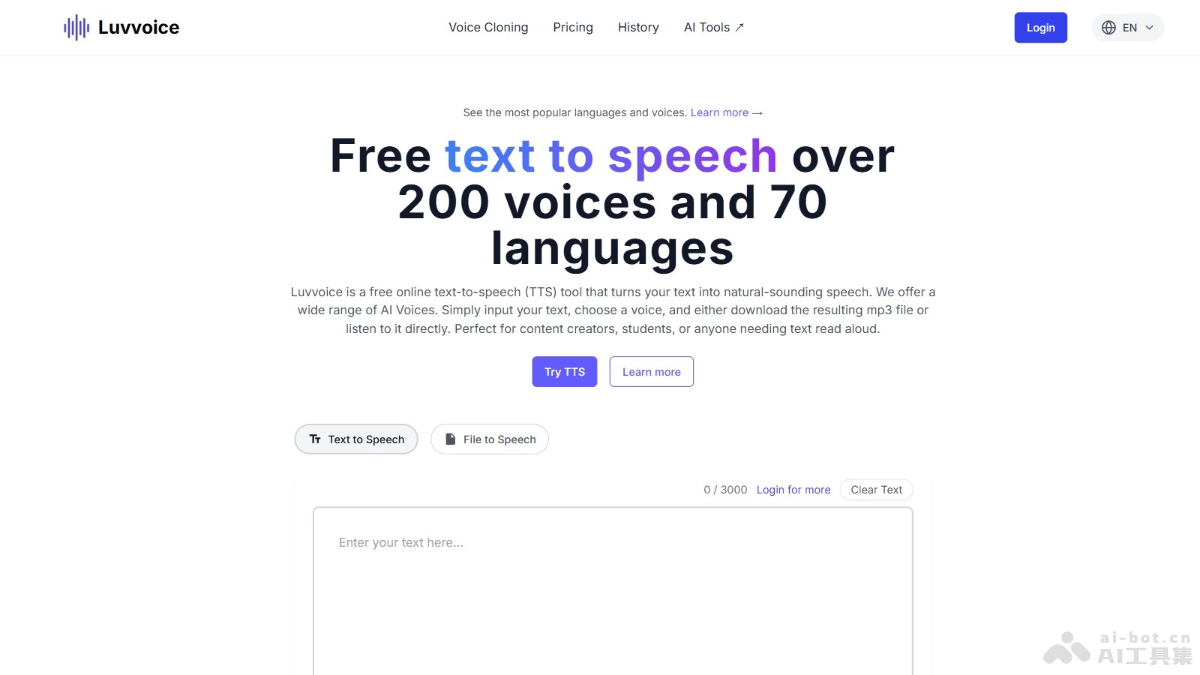 Luvvoice
Voice Cloning
Pricing
History
AI Tools ↗
Login
EN
See the most popular languages and voices. Learn more →
Free text to speech over
200 voices and 70
languages
Luvvoice is a free online text-to-speech (TTS) tool that turns your text into natural-sounding speech. We offer a
wide range of AI Voices. Simply input your text, choose a voice, and either download the resulting mp3 file or
listen to it directly. Perfect for content creators, students, or anyone needing text read aloud.
Try TTS
Learn more
Text to Speech
File to Speech
0 / 3000
Login for more
Clear Text
Enter your text here...
ai-bot.cn
AI工具集